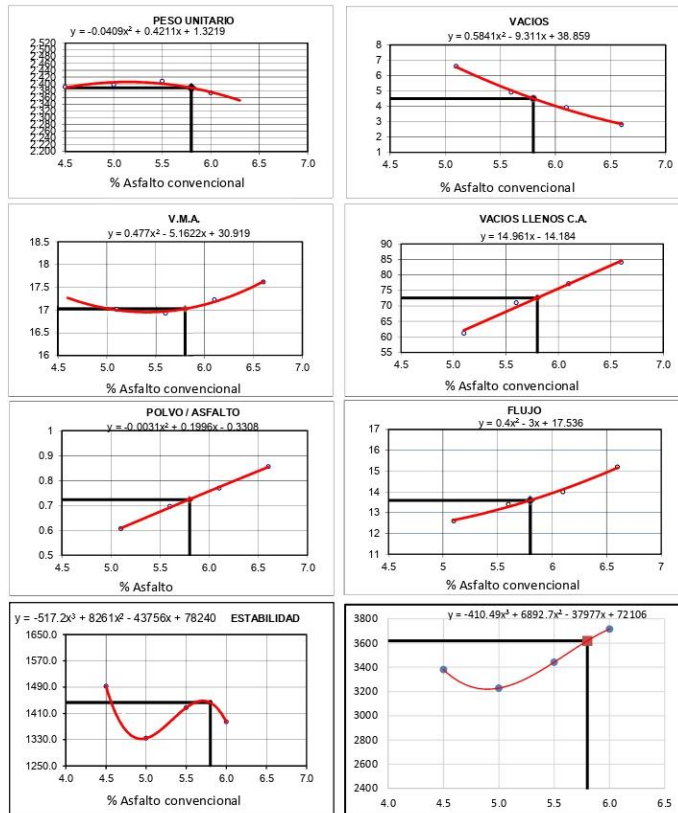 PESO UNITARIO
y = -0.0409x² + 0.4211x + 1.3219
2.520
2.500
2.480
2.460
2.440
2.420
2.400
2.380
2.360
2.340
2.320
2.300
2.280
2.260
2.240
2.220
2.200
4.5 5.0 5.5 6.0 6.5 7.0
% Asfalto convencional
VACIOS
y = 0.5841x² - 9.311x + 38.859
8
7
6
5
4
3
2
1
4.5 5.0 5.5 6.0 6.5 7.0
% Asfalto convencional
V.M.A.
y = 0.477x² - 5.1622x + 30.919
18.5
18
17.5
17
16.5
16
4.5 5.0 5.5 6.0 6.5 7.0
% Asfalto convencional
VACIOS LLENOS C.A.
y = 14.961x - 14.184
90
85
80
75
70
65
60
55
4.5 5.0 5.5 6.0 6.5 7.0
% Asfalto convencional
POLVO / ASFALTO
y = -0.0031x² + 0.1996x - 0.3308
1
0.9
0.8
0.7
0.6
0.5
4.5 5.0 5.5 6.0 6.5 7.0
% Asfalto
FLUJO
y = 0.4x² - 3x + 17.536
17
16
15
14
13
12
11
4.5 5.0 5.5 6.0 6.5 7
% Asfalto convencional
y = -517.2x³ + 8261x² - 43756x + 78240 ESTABILIDAD
1650.0
1570.0
1490.0
1410.0
1330.0
1250.0
4.0 4.5 5.0 5.5 6.0 6.5 7.0
% Asfalto convencional
y = -410.49x³ + 6892.7x² - 37977x + 72106
3800
3600
3400
3200
3000
2800
2600
2400
4.0 4.5 5.0 5.5 6.0 6.5